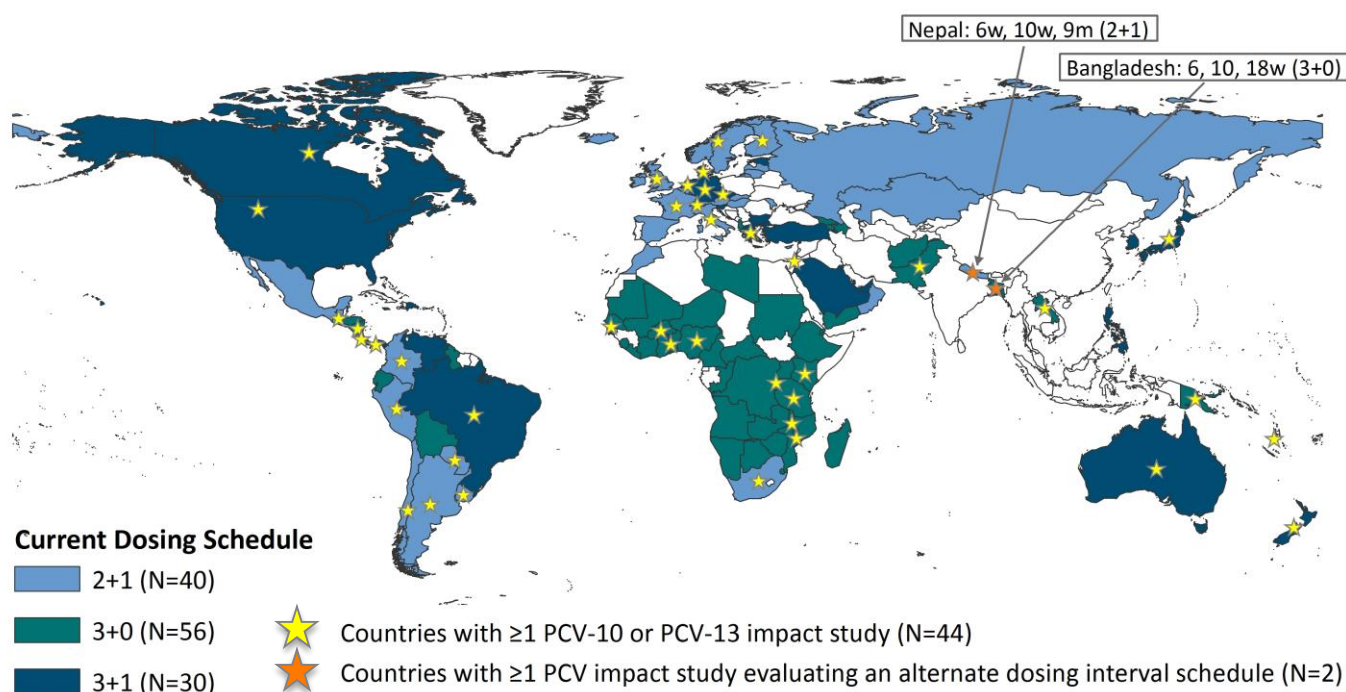 Nepal: 6w, 10w, 9m (2+1)
Bangladesh: 6, 10, 18w (3+0)
Current Dosing Schedule
2+1 (N=40)
3+0 (N=56)
3+1 (N=30)
Countries with ≥1 PCV-10 or PCV-13 impact study (N=44)
Countries with ≥1 PCV impact study evaluating an alternate dosing interval schedule (N=2)